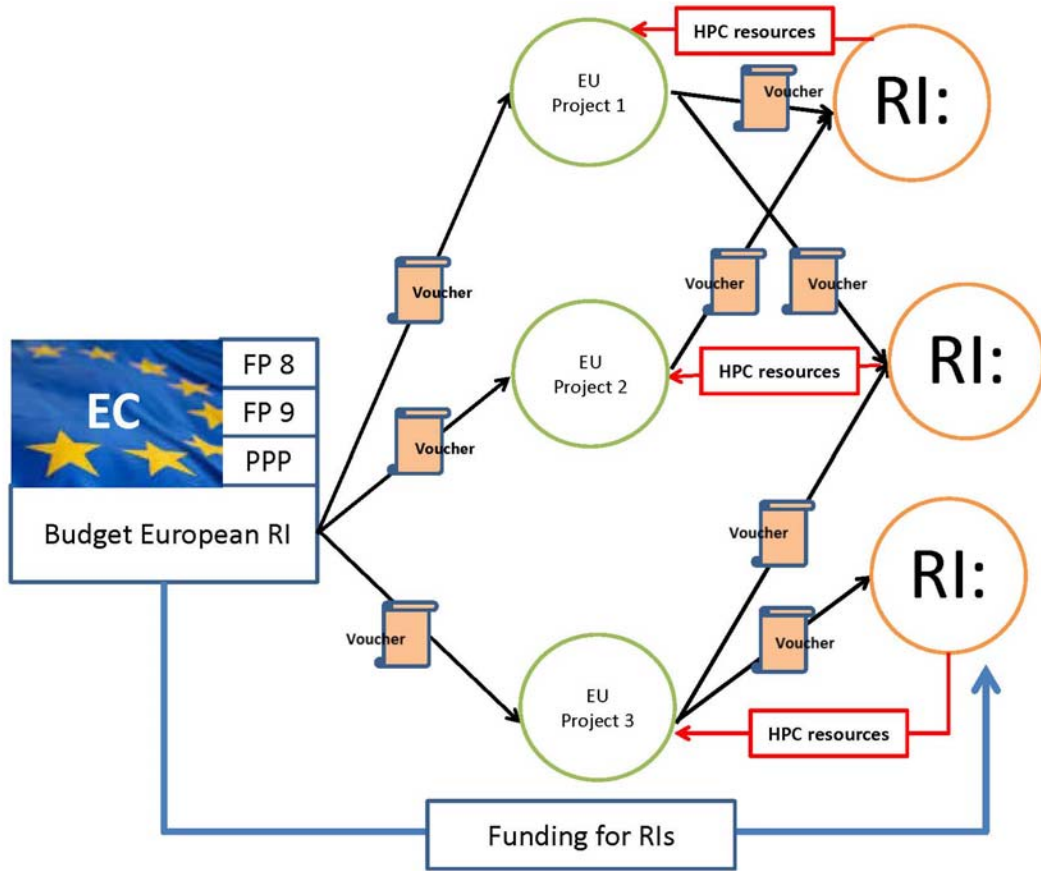 HPC resources
EU
Project 1
Voucher
RI:
Voucher
Voucher
Voucher
FP 8
EC
FP 9
PPP
Budget European RI
EU
Project 2
HPC resources
RI:
Voucher
Voucher
RI:
Voucher
Voucher
EU
Project 3
HPC resources
Funding for RIs